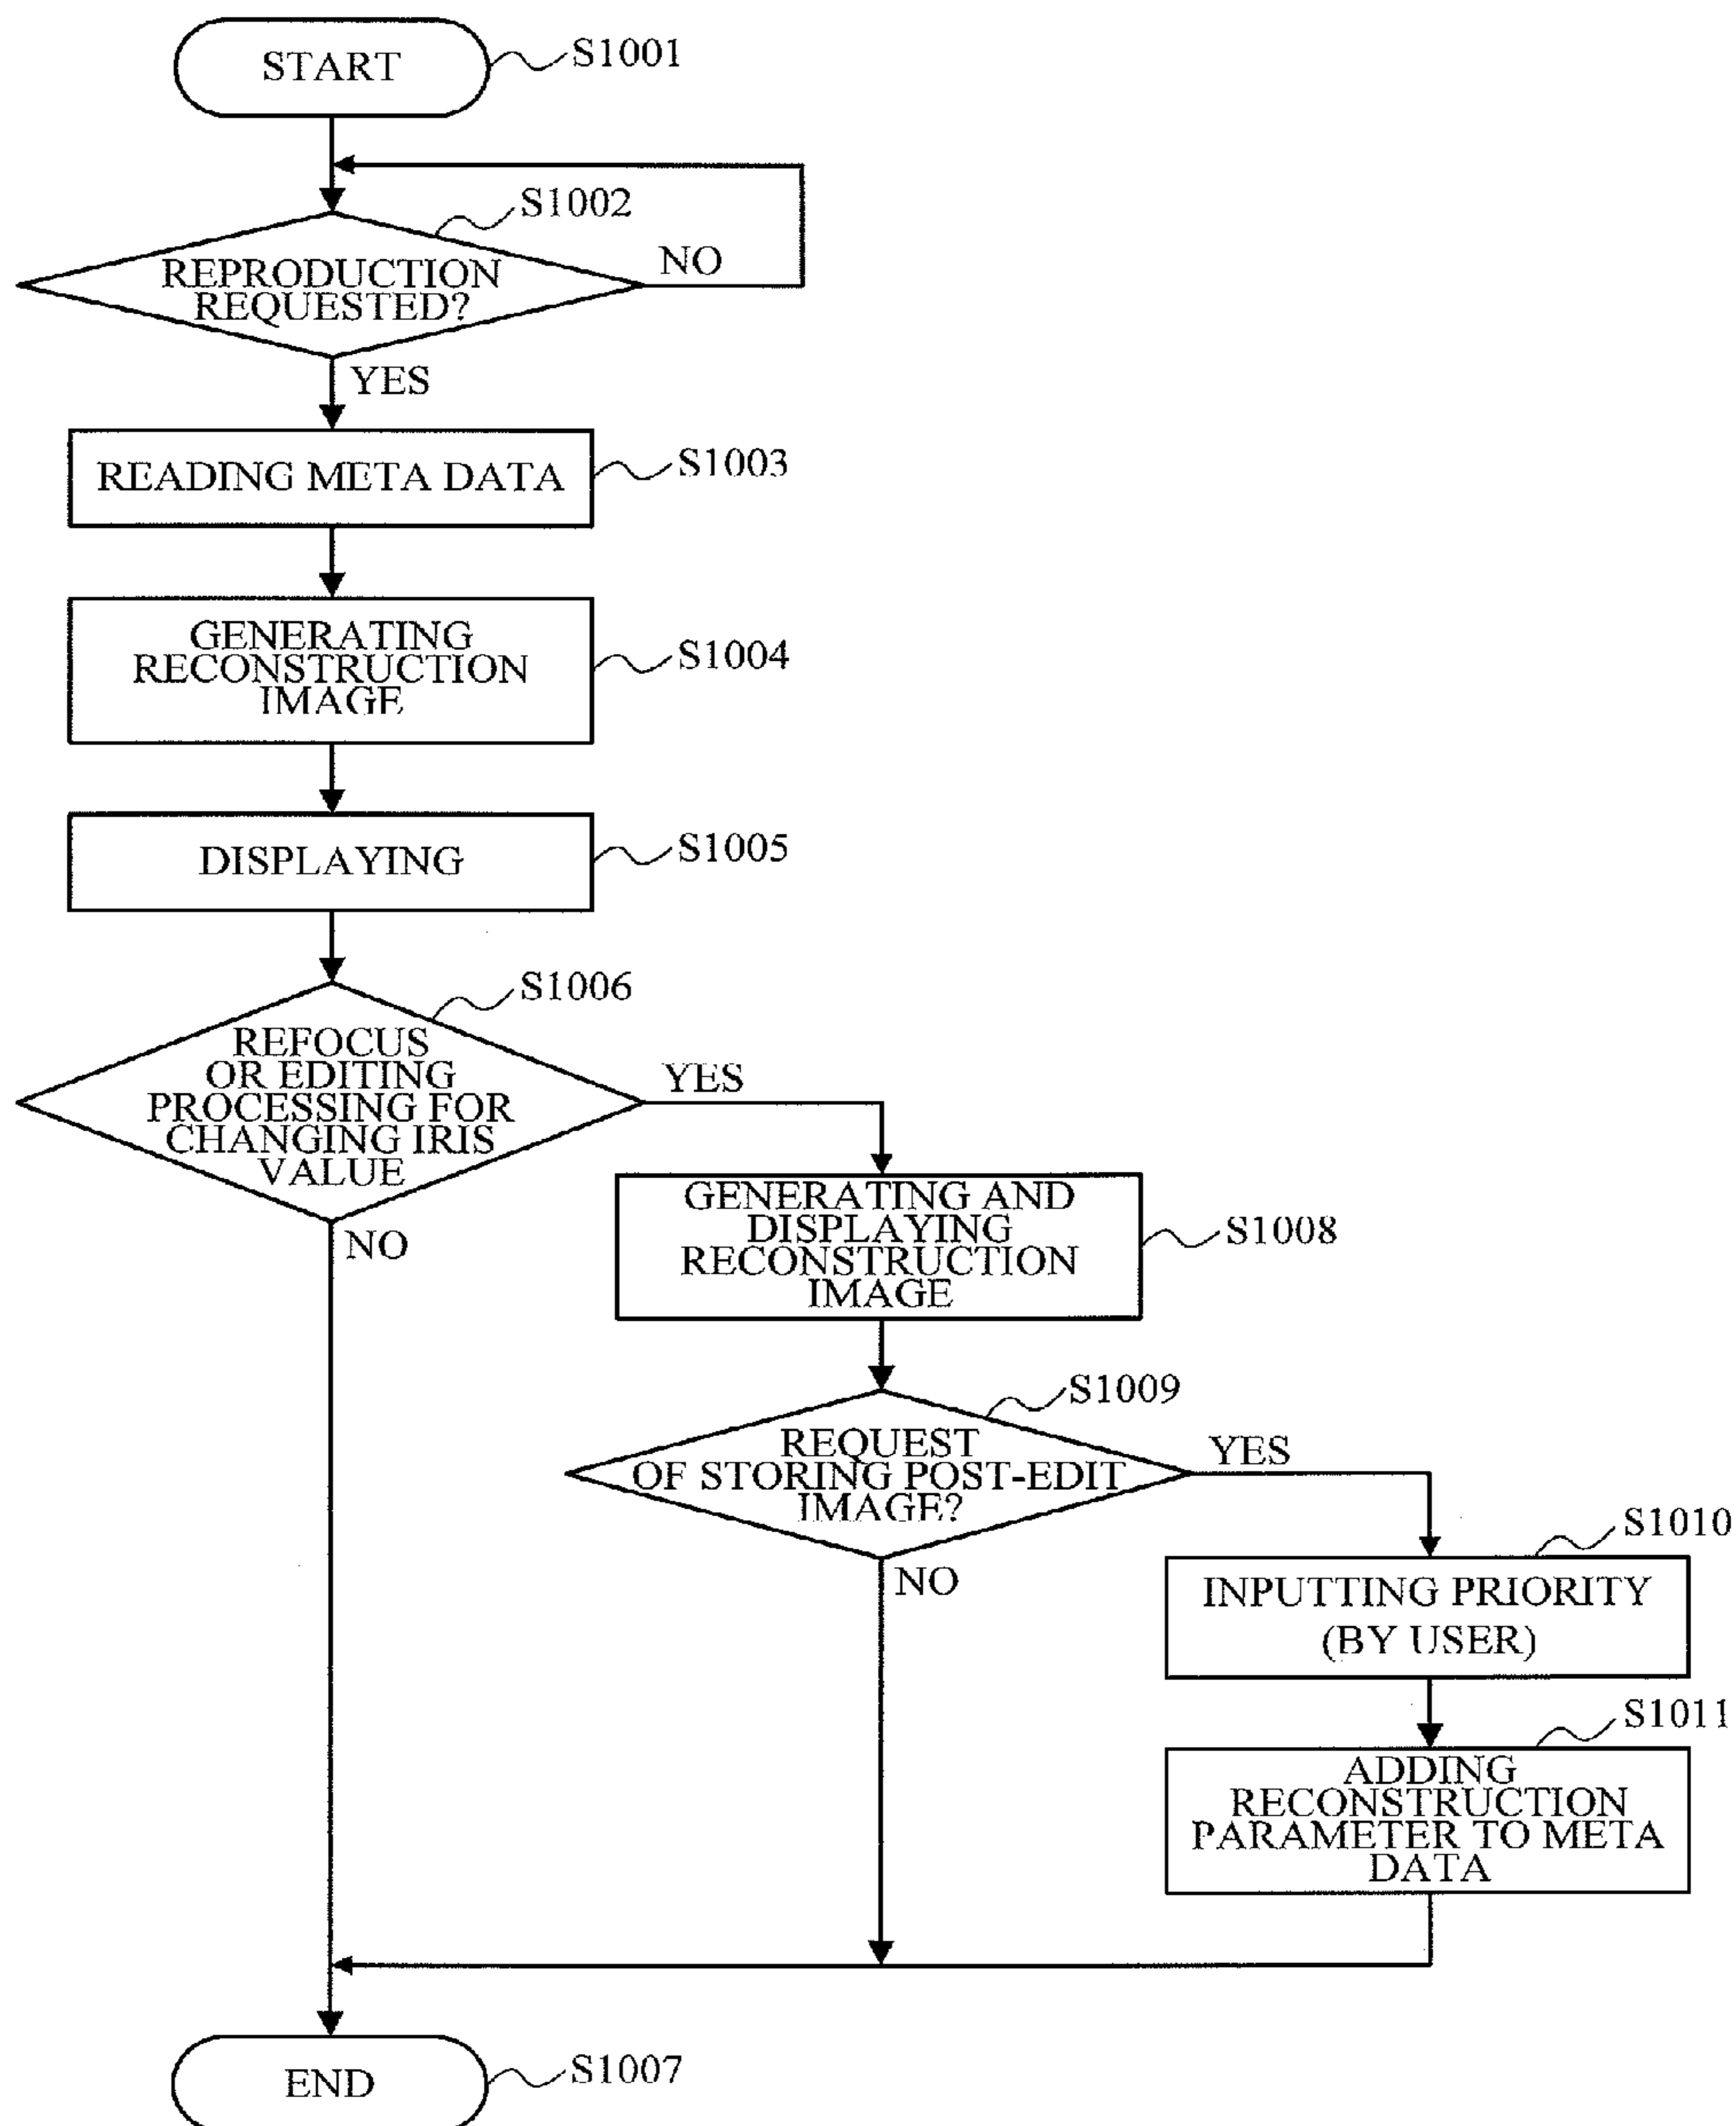 START
S1001
S1002
REPRODUCTION
REQUESTED?
NO
YES
READING META DATA
S1003
GENERATING
RECONSTRUCTION
IMAGE
S1004
DISPLAYING
S1005
S1006
REFOCUS
OR EDITING
PROCESSING FOR
CHANGING IRIS
VALUE
YES
NO
GENERATING AND
DISPLAYING
RECONSTRUCTION
IMAGE
S1008
S1009
REQUEST
OF STORING POST-EDIT
IMAGE?
YES
NO
S1010
INPUTTING PRIORITY
(BY USER)
S1011
ADDING
RECONSTRUCTION
PARAMETER TO META
DATA
END
S1007